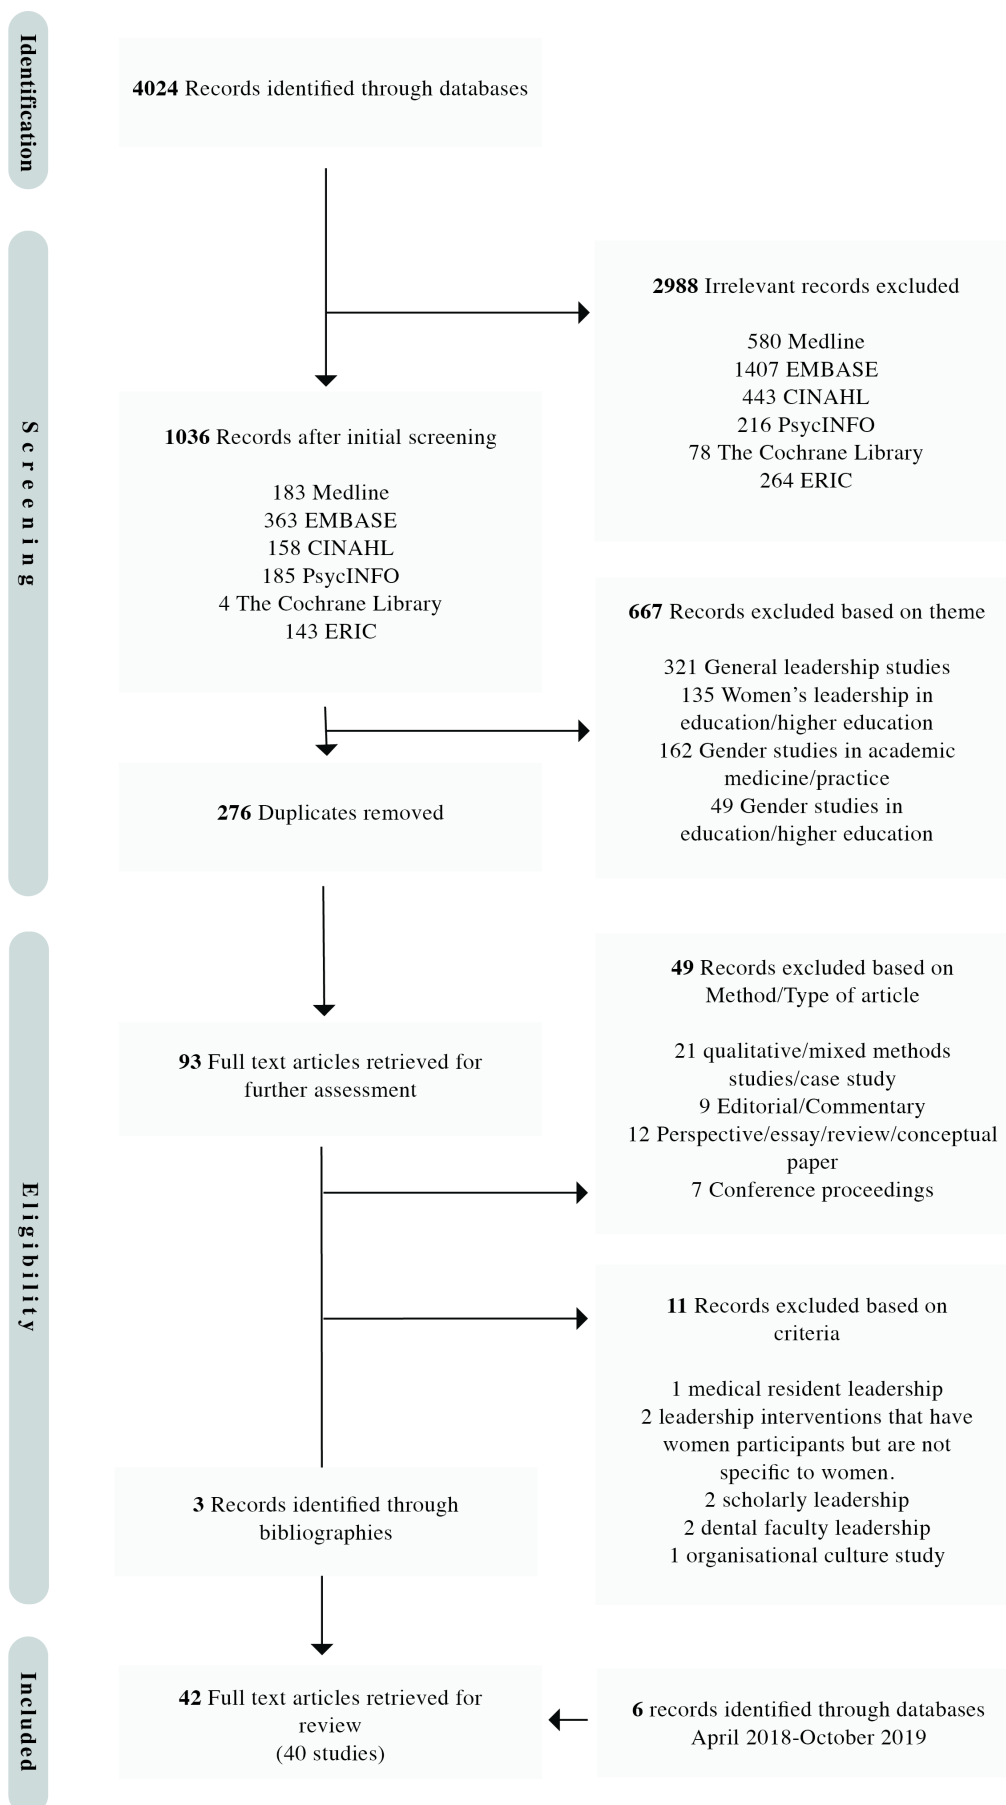 Identification
4024 Records identified through databases
Screening
2988 Irrelevant records excluded
580 Medline
1407 EMBASE
443 CINAHL
216 PsycINFO
78 The Cochrane Library
264 ERIC
1036 Records after initial screening
183 Medline
363 EMBASE
158 CINAHL
185 PsycINFO
4 The Cochrane Library
143 ERIC
667 Records excluded based on theme
321 General leadership studies
135 Women’s leadership in
education/higher education
162 Gender studies in academic
medicine/practice
49 Gender studies in
education/higher education
276 Duplicates removed
Eligibility
93 Full text articles retrieved for
further assessment
49 Records excluded based on
Method/Type of article
21 qualitative/mixed methods
studies/case study
9 Editorial/Commentary
12 Perspective/essay/review/conceptual
paper
7 Conference proceedings
11 Records excluded based on
criteria
1 medical resident leadership
2 leadership interventions that have
women participants but are not
specific to women.
2 scholarly leadership
2 dental faculty leadership
1 organisational culture study
3 Records identified through
bibliographies
Included
42 Full text articles retrieved for
review
(40 studies)
6 records identified through databases
April 2018-October 2019